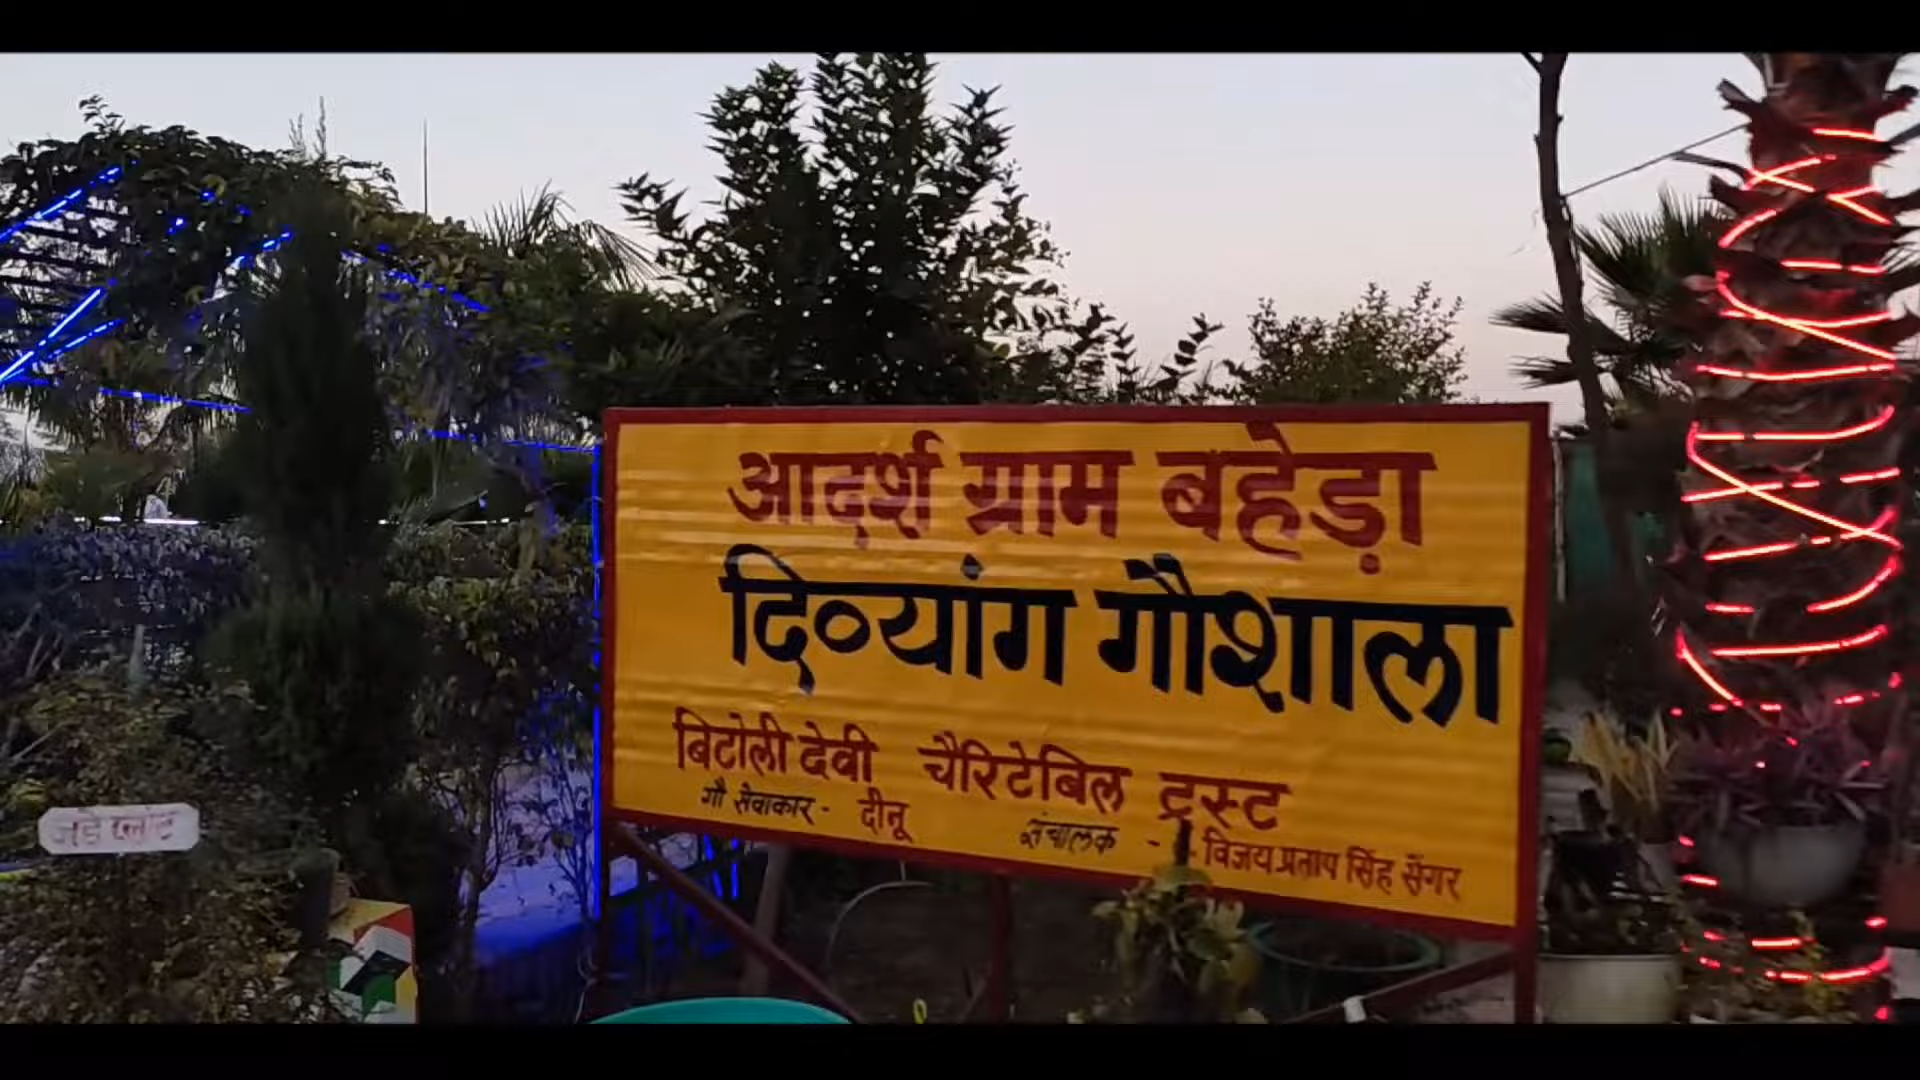 आदर्श ग्राम बहेड़ा
दिव्यांग गौशाला
बिटोली देवी चैरिटेबिल ट्रस्ट
गौ सेवाकार - दीनू संचालक - विजय प्रताप सिंह सेंगर